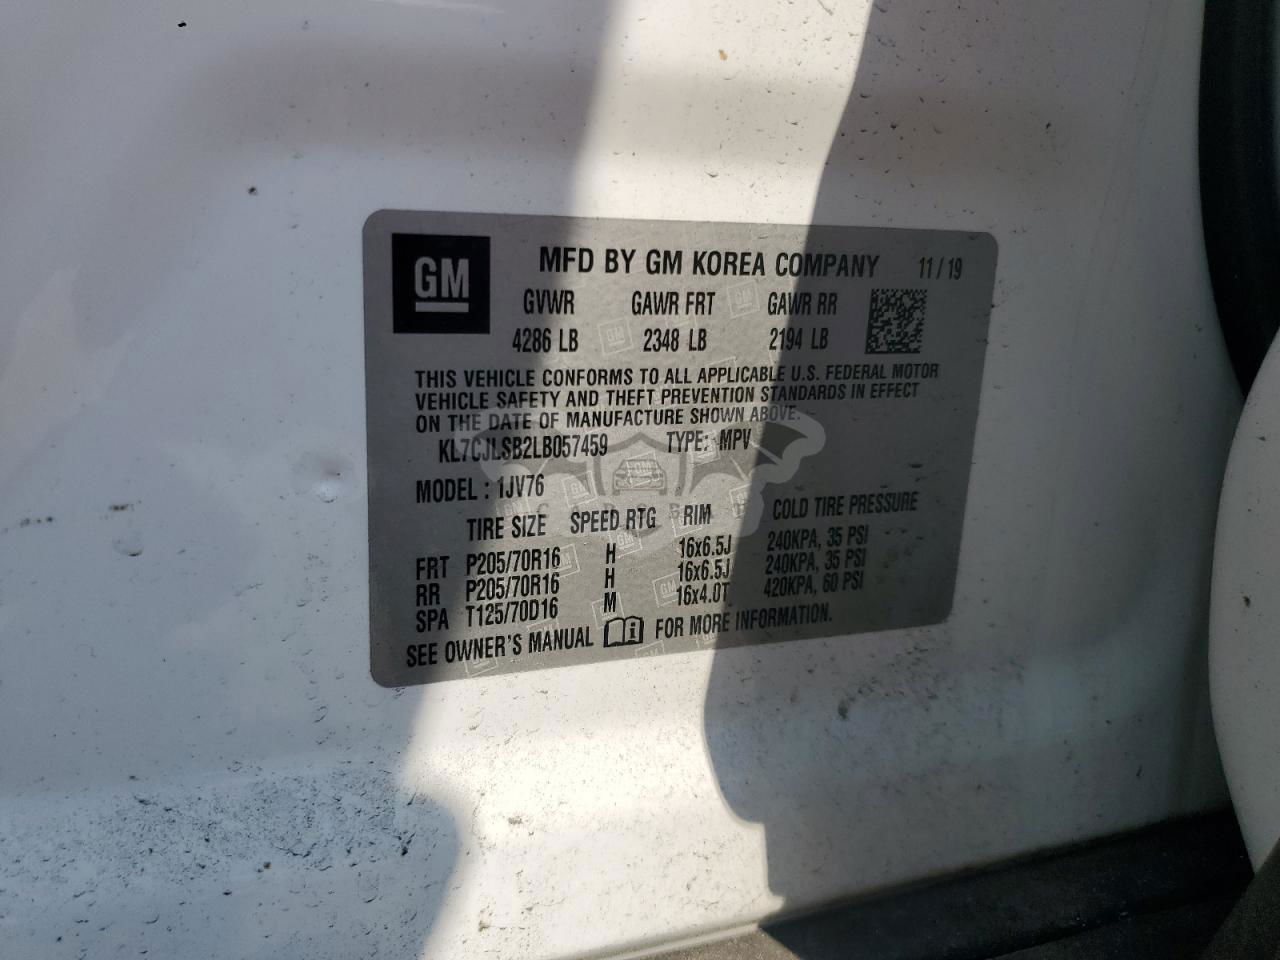 GM
MFD BY GM KOREA COMPANY 11 / 19
GVWR GAWR FRT GAWR RR
4286 LB 2348 LB 2194 LB
THIS VEHICLE CONFORMS TO ALL APPLICABLE U.S. FEDERAL MOTOR
VEHICLE SAFETY AND THEFT PREVENTION STANDARDS IN EFFECT
ON THE DATE OF MANUFACTURE SHOWN ABOVE.
KL7CJLSB2LB057459 TYPE: MPV
MODEL : 1JV76
TIRE SIZE SPEED RTG RIM COLD TIRE PRESSURE
FRT P205/70R16 H 16x6.5J 240KPA, 35 PSI
RR P205/70R16 H 16x6.5J 240KPA, 35 PSI
SPA T125/70D16 M 16x4.0T 420KPA, 60 PSI
SEE OWNER'S MANUAL FOR MORE INFORMATION.